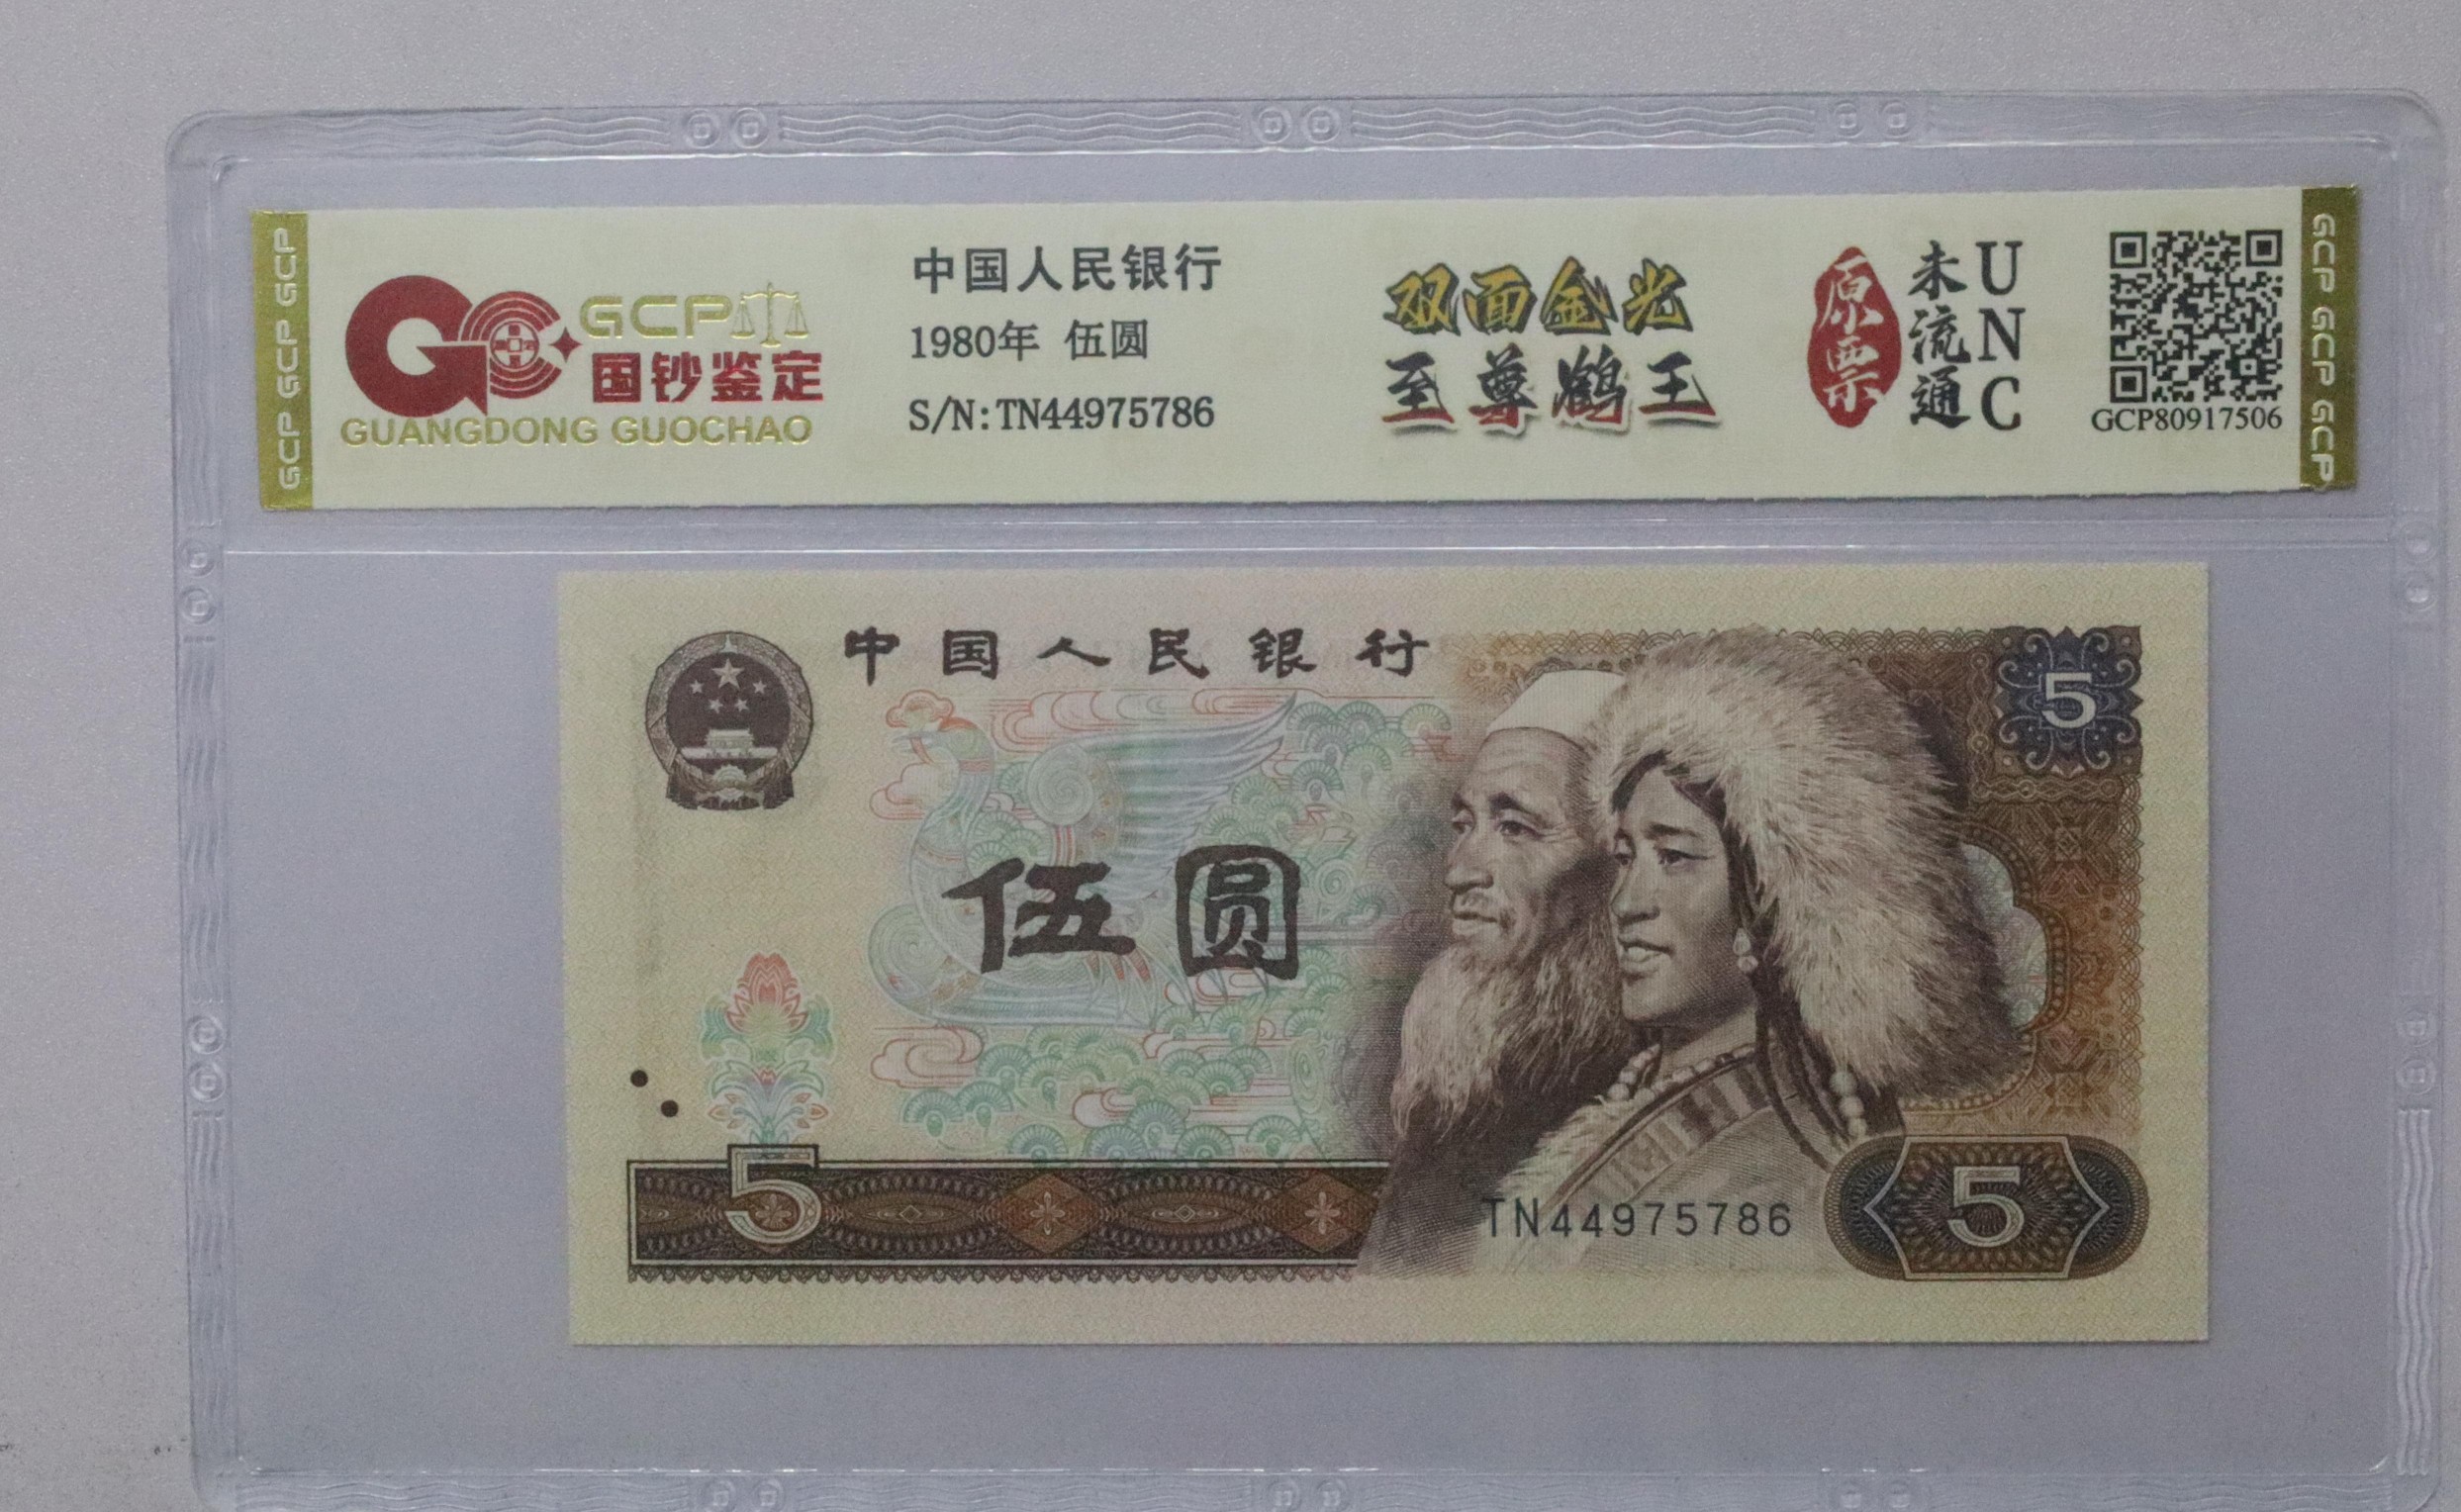 GCP GCP GCP
GCP
国钞鉴定
GUANGDONG GUOCHAO
中国人民银行
1980年 伍圆
S/N:TN44975786
双面金光
至尊鹤王
原票
未流通
UNC
GCP80917506
GCP GCP GCP
中国人民银行
5
伍圆
5
TN44975786
5